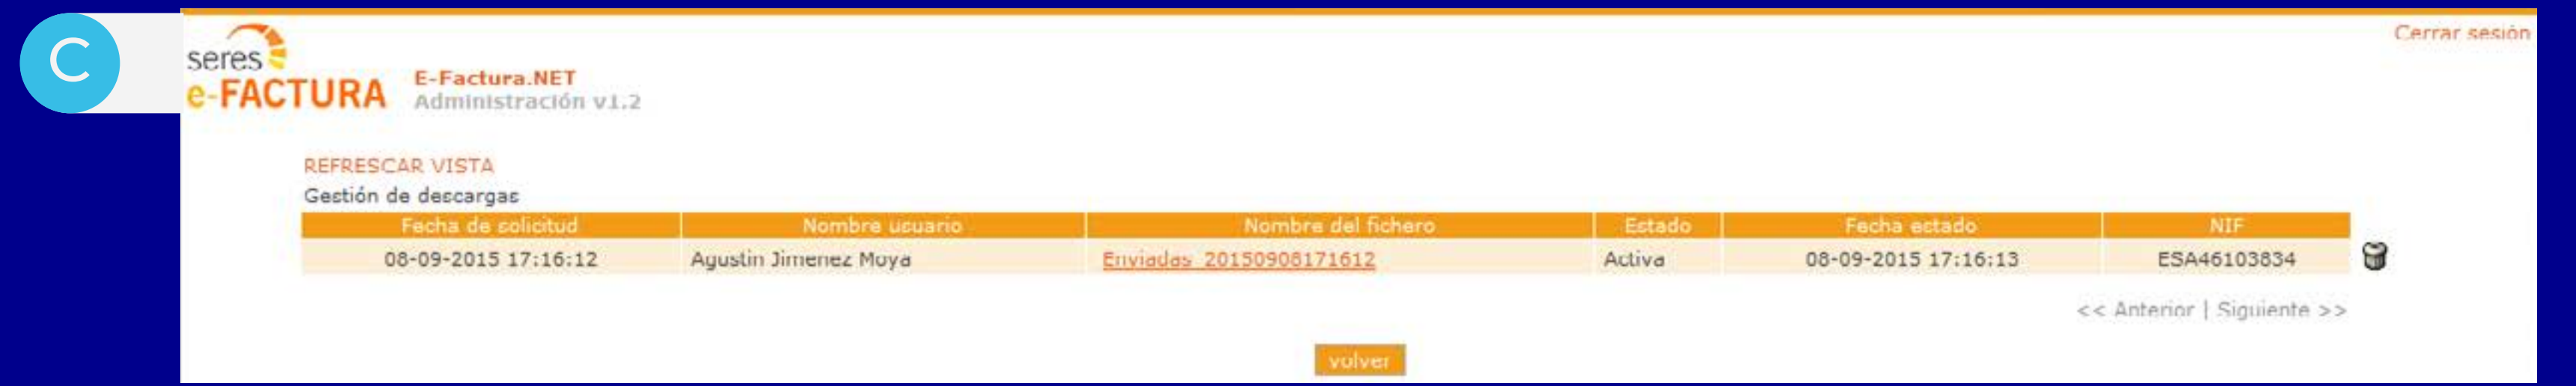 C
Cerrar sesión
seres
e-FACTURA
E-Factura.NET
Administración v1.2
REFRESCAR VISTA
Gestión de descargas
Fecha de solicitud Nombre usuario Nombre del fichero Estado Fecha estado NIF
08-09-2015 17:16:12 Agustin Jimenez Moya Enviadas_20150908171612 Activa 08-09-2015 17:16:13 ESA46103834
<< Anterior | Siguiente >>
volver